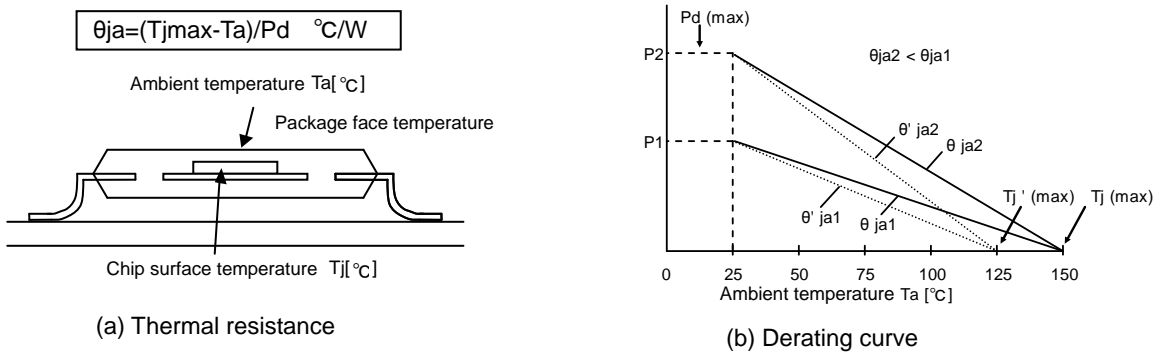 θja=(Tjmax-Ta)/Pd °C/W
Ambient temperature Ta[°C]
Package face temperature
Chip surface temperature Tj[°C]
(a) Thermal resistance
Pd (max)
P2
θja2 < θja1
P1
θ' ja2
θ ja2
θ' ja1
θ ja1
Tj ' (max)
Tj (max)
0 25 50 75 100 125 150
Ambient temperature Ta [°C]
(b) Derating curve